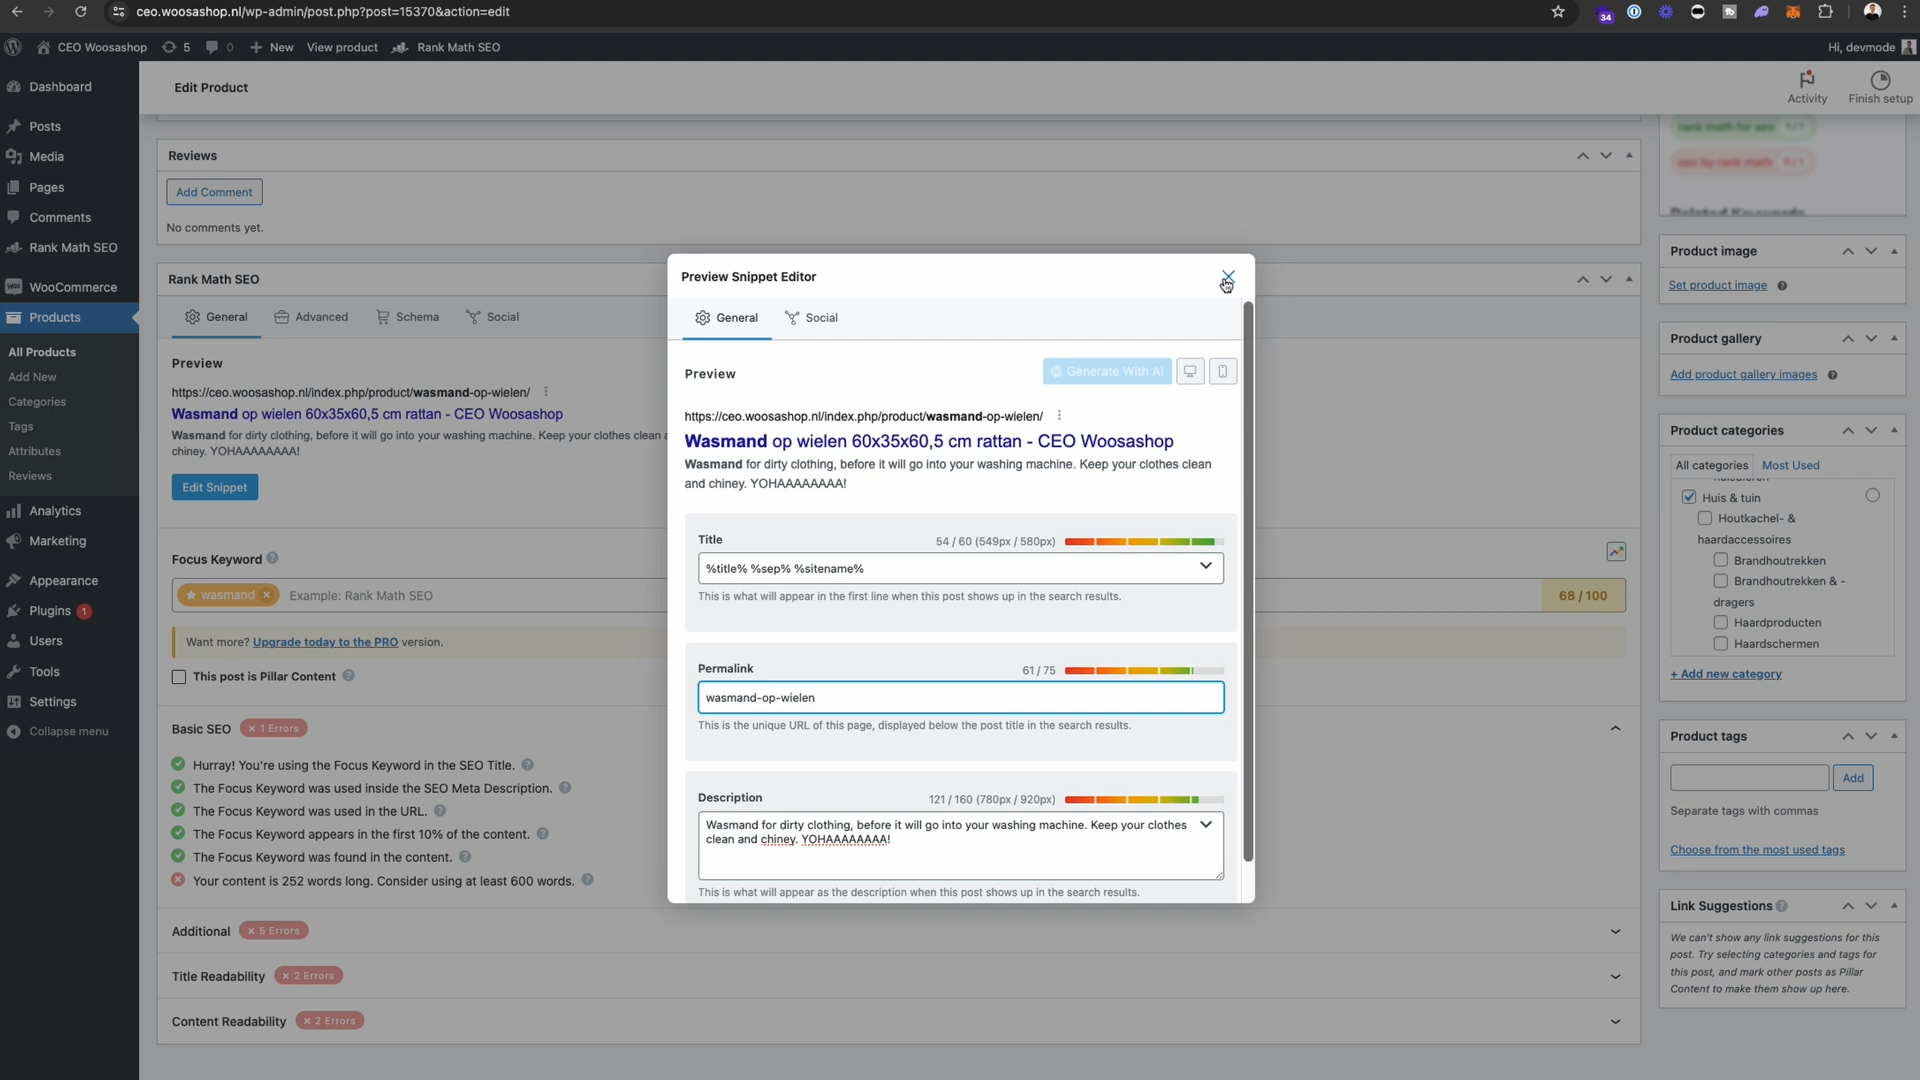 ceo.woosashop.nl/wp-admin/post.php?post=15370&action=edit
34
CEO Woosashop
5
0
New
View product
Rank Math SEO
Hi, devmode
Dashboard
Posts
Media
Pages
Comments
Rank Math SEO
WooCommerce
Products
All Products
Add New
Categories
Tags
Attributes
Reviews
Analytics
Marketing
Appearance
Plugins 1
Users
Tools
Settings
Collapse menu
Edit Product
Activity
Finish setup
Reviews
Add Comment
No comments yet.
Rank Math SEO
General
Advanced
Schema
Social
Preview
https://ceo.woosashop.nl/index.php/product/wasmand-op-wielen/
Wasmand op wielen 60x35x60,5 cm rattan - CEO Woosashop
Wasmand for dirty clothing, before it will go into your washing machine. Keep your clothes clean a
chiney. YOHAAAAAAAA!
Edit Snippet
Focus Keyword
wasmand
Example: Rank Math SEO
68 / 100
Want more? Upgrade today to the PRO version.
This post is Pillar Content
Basic SEO
× 1 Errors
Hurray! You're using the Focus Keyword in the SEO Title.
The Focus Keyword was used inside the SEO Meta Description.
The Focus Keyword was used in the URL.
The Focus Keyword appears in the first 10% of the content.
The Focus Keyword was found in the content.
Your content is 252 words long. Consider using at least 600 words.
Additional
× 5 Errors
Title Readability
× 2 Errors
Content Readability
× 2 Errors
Preview Snippet Editor
General
Social
Preview
Generate With AI
https://ceo.woosashop.nl/index.php/product/wasmand-op-wielen/
Wasmand op wielen 60x35x60,5 cm rattan - CEO Woosashop
Wasmand for dirty clothing, before it will go into your washing machine. Keep your clothes clean
and chiney. YOHAAAAAAAA!
Title
54 / 60 (549px / 580px)
%title% %sep% %sitename%
This is what will appear in the first line when this post shows up in the search results.
Permalink
61 / 75
wasmand-op-wielen
This is the unique URL of this page, displayed below the post title in the search results.
Description
121 / 160 (780px / 920px)
Wasmand for dirty clothing, before it will go into your washing machine. Keep your clothes
clean and chiney. YOHAAAAAAAA!
This is what will appear as the description when this post shows up in the search results.
rank math for seo 1 / 1
seo by rank math 0 / 1
Related Keywords
Product image
Set product image
Product gallery
Add product gallery images
Product categories
All categories
Most Used
Huis & tuin
Houtkachel- &
haardaccessoires
Brandhoutrekken
Brandhoutrekken & -
dragers
Haardproducten
Haardschermen
+ Add new category
Product tags
Add
Separate tags with commas
Choose from the most used tags
Link Suggestions
We can't show any link suggestions for this
post. Try selecting categories and tags for
this post, and mark other posts as Pillar
Content to make them show up here.